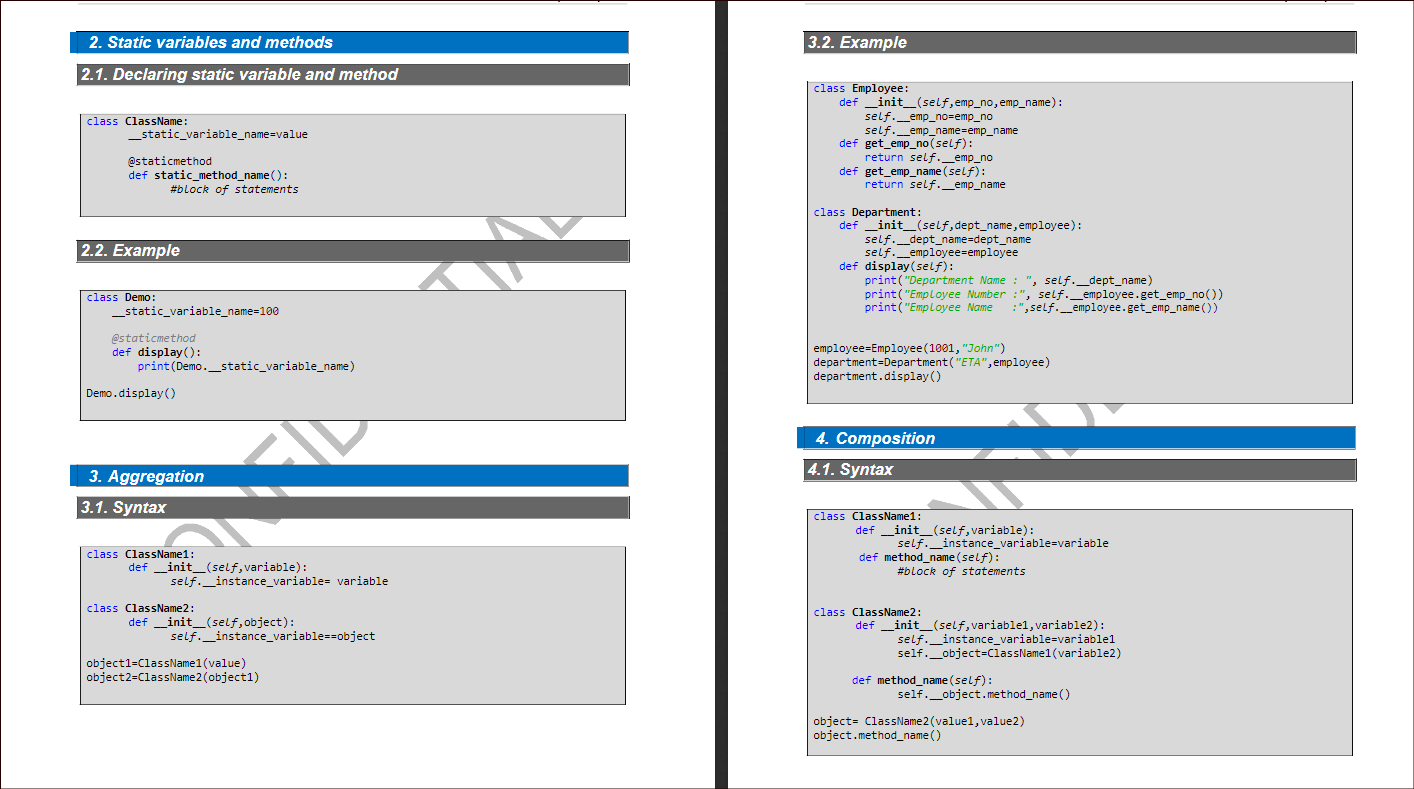 2. Static variables and methods
2.1. Declaring static variable and method
class ClassName:
__static_variable_name=value
@staticmethod
def static_method_name():
#block of statements
2.2. Example
class Demo:
__static_variable_name=100
@staticmethod
def display():
print(Demo.__static_variable_name)
Demo.display()
3. Aggregation
3.1. Syntax
class ClassName1:
def __init__(self,variable):
self.__instance_variable= variable
class ClassName2:
def __init__(self,object):
self.__instance_variable==object
object1=ClassName1(value)
object2=ClassName2(object1)
3.2. Example
class Employee:
def __init__(self,emp_no,emp_name):
self.__emp_no=emp_no
self.__emp_name=emp_name
def get_emp_no(self):
return self.__emp_no
def get_emp_name(self):
return self.__emp_name
class Department:
def __init__(self,dept_name,employee):
self.__dept_name=dept_name
self.__employee=employee
def display(self):
print("Department Name : ", self.__dept_name)
print("Employee Number :", self.__employee.get_emp_no())
print("Employee Name   :",self.__employee.get_emp_name())
employee=Employee(1001,"John")
department=Department("ETA",employee)
department.display()
4. Composition
4.1. Syntax
class ClassName1:
def __init__(self,variable):
self.__instance_variable=variable
def method_name(self):
#block of statements
class ClassName2:
def __init__(self,variable1,variable2):
self.__instance_variable=variable1
self.__object=ClassName1(variable2)
def method_name(self):
self.__object.method_name()
object= ClassName2(value1,value2)
object.method_name()